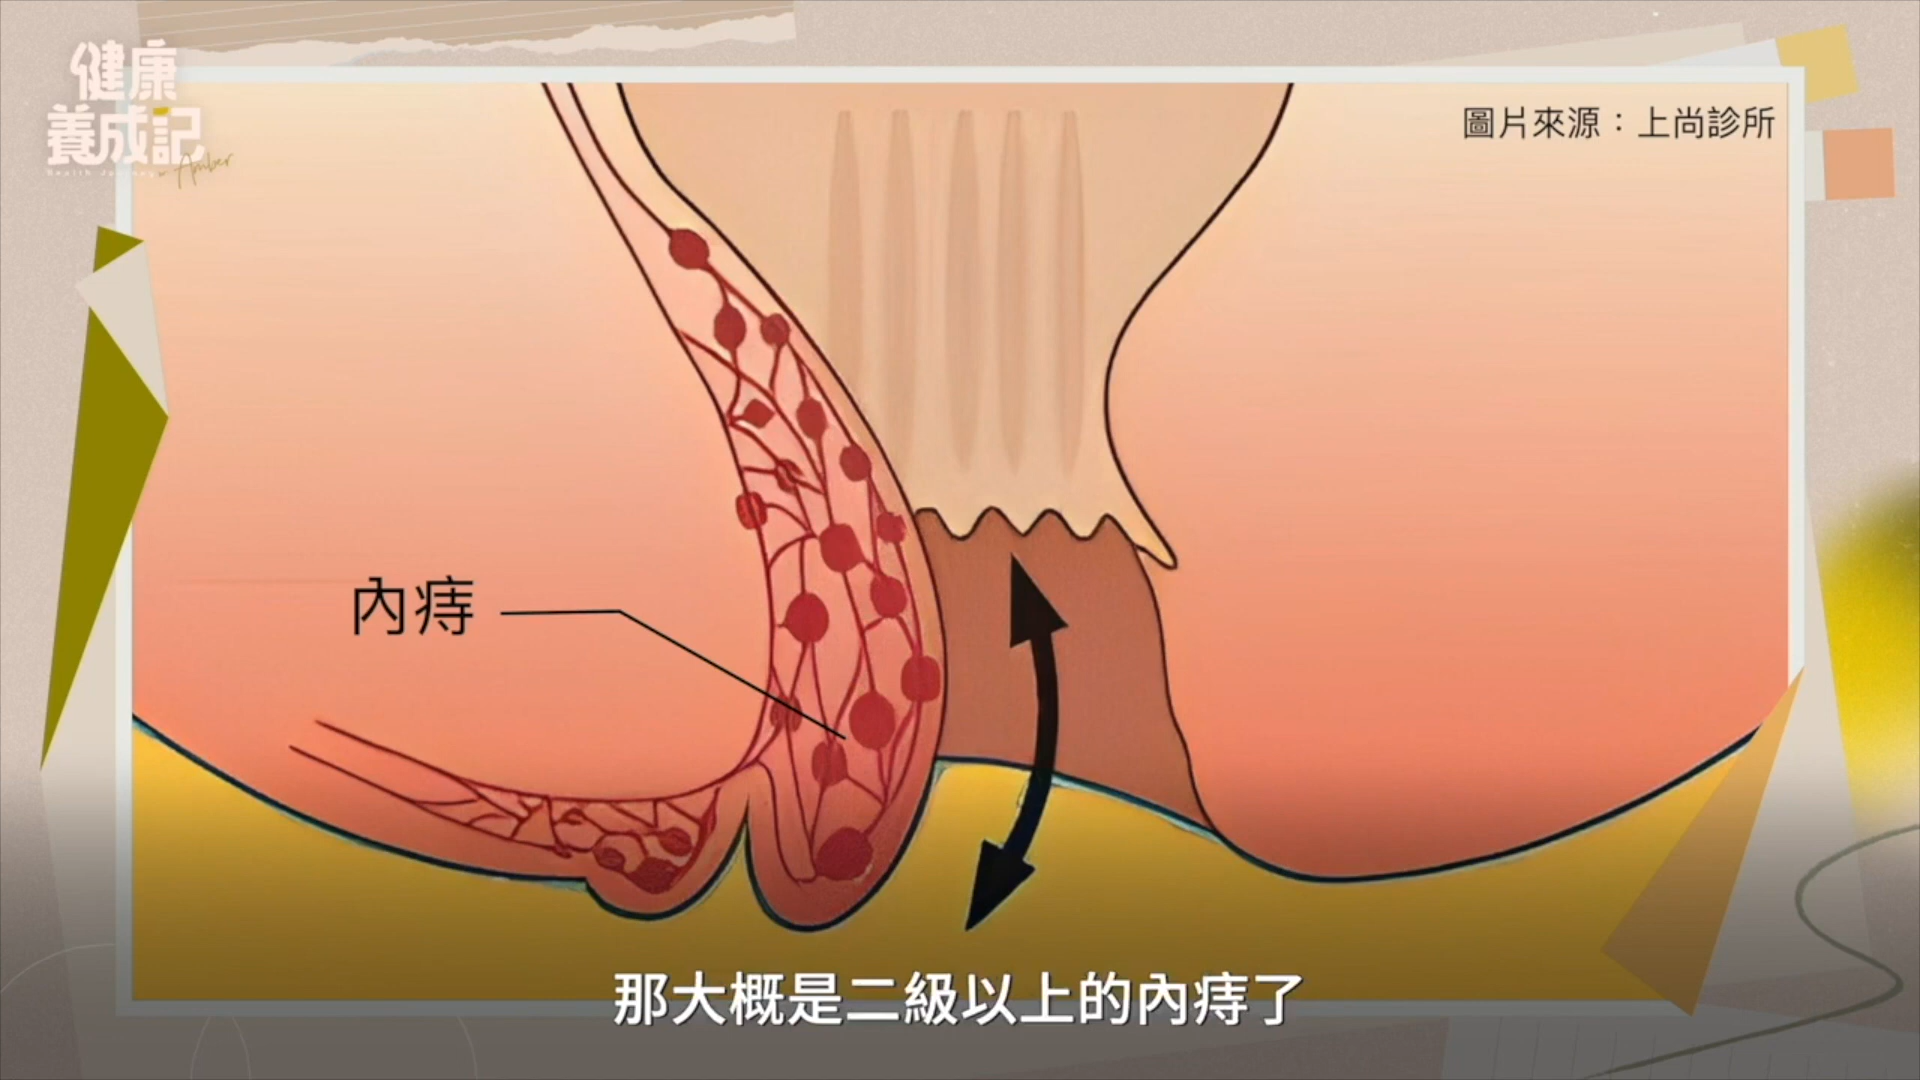 健康
養成記
Health Journey
Amber
圖片來源：上尚診所
內痔
那大概是二級以上的內痔了